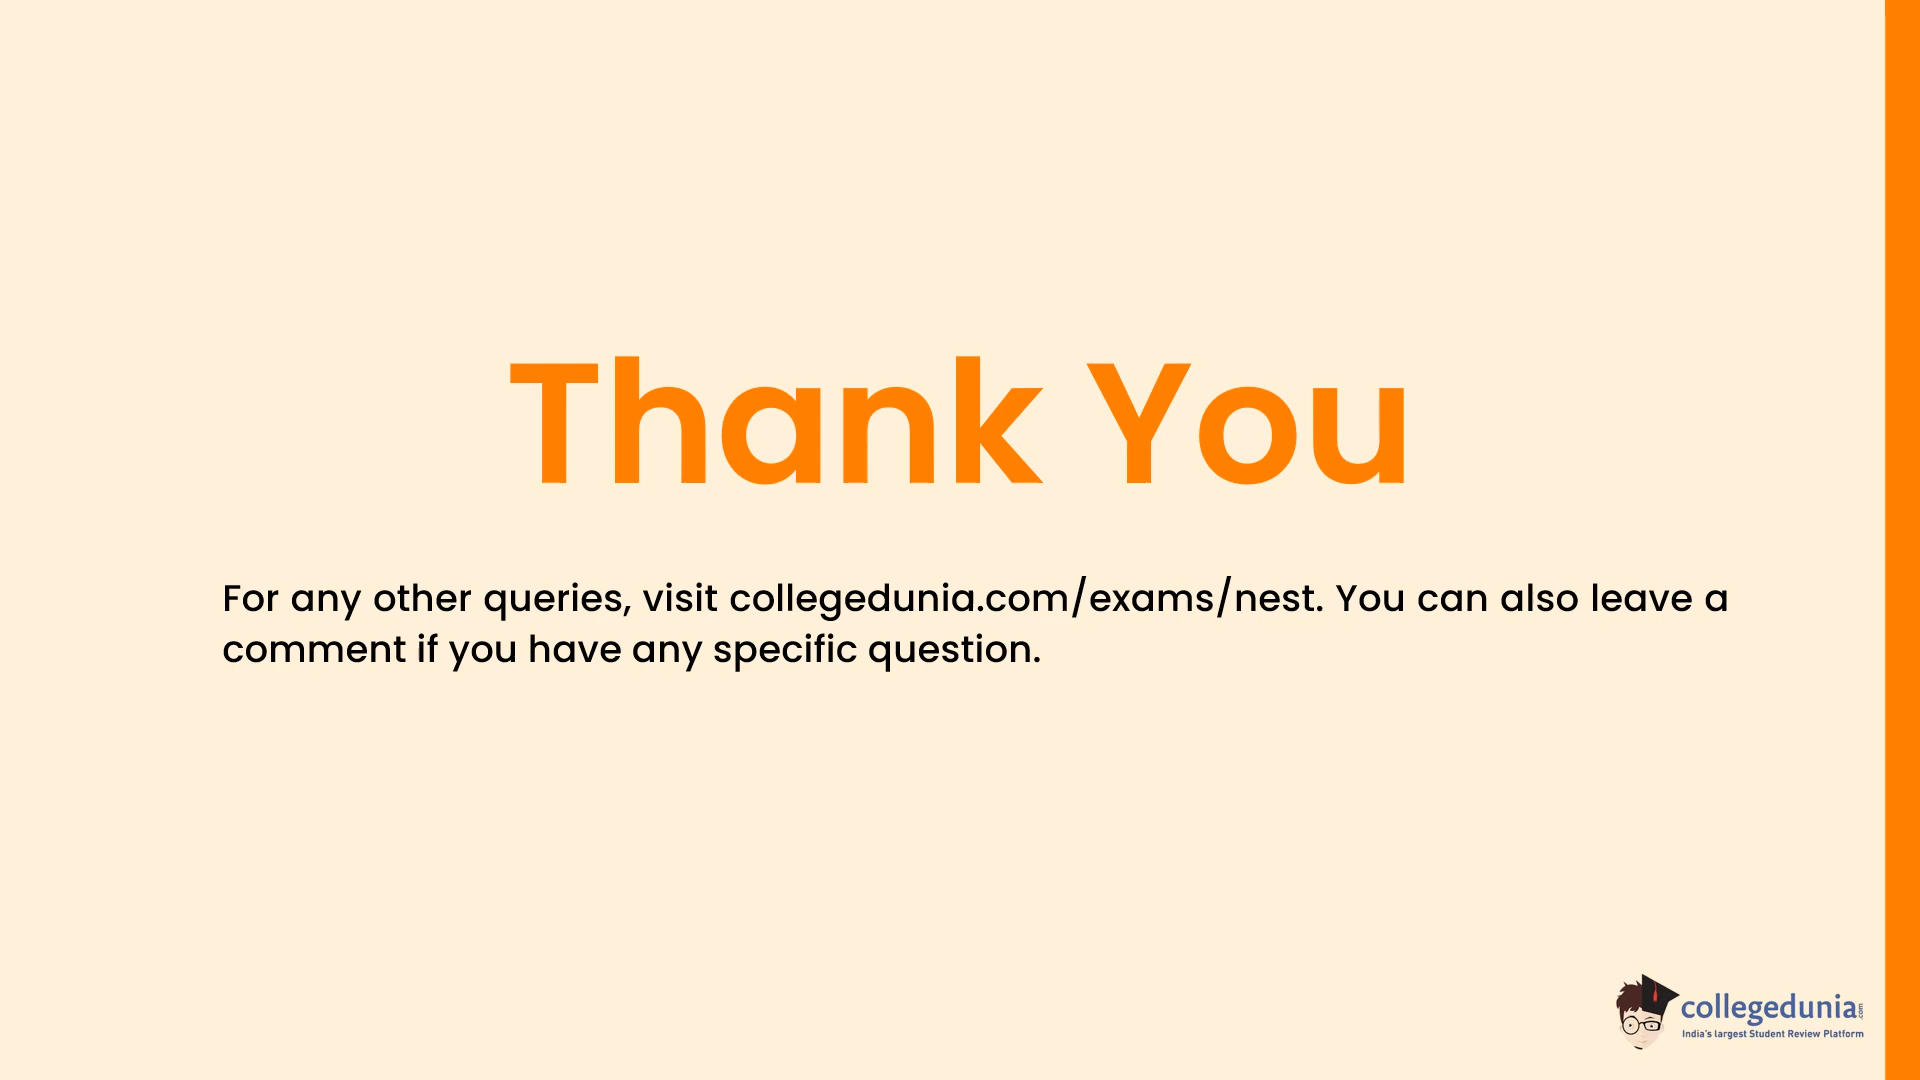 Thank You
For any other queries, visit collegedunia.com/exams/nest. You can also leave a
comment if you have any specific question.
collegedunia.com
India's largest Student Review Platform